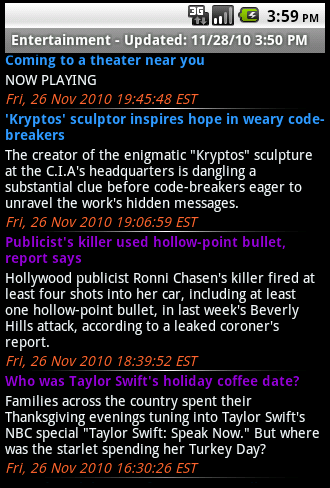 3G 3:59 PM
Entertainment - Updated: 11/28/10 3:50 PM
Coming to a theater near you
NOW PLAYING
Fri, 26 Nov 2010 19:45:48 EST
'Kryptos' sculptor inspires hope in weary code-
breakers
The creator of the enigmatic "Kryptos" sculpture
at the C.I.A's headquarters is dangling a
substantial clue before code-breakers eager to
unravel the work's hidden messages.
Fri, 26 Nov 2010 19:06:59 EST
Publicist's killer used hollow-point bullet,
report says
Hollywood publicist Ronni Chasen's killer fired at
least four shots into her car, including at least
one hollow-point bullet, in last week's Beverly
Hills attack, according to a leaked coroner's
report.
Fri, 26 Nov 2010 18:39:52 EST
Who was Taylor Swift's holiday coffee date?
Families across the country spent their
Thanksgiving evenings tuning into Taylor Swift's
NBC special "Taylor Swift: Speak Now." But where
was the starlet spending her Turkey Day?
Fri, 26 Nov 2010 16:30:26 EST